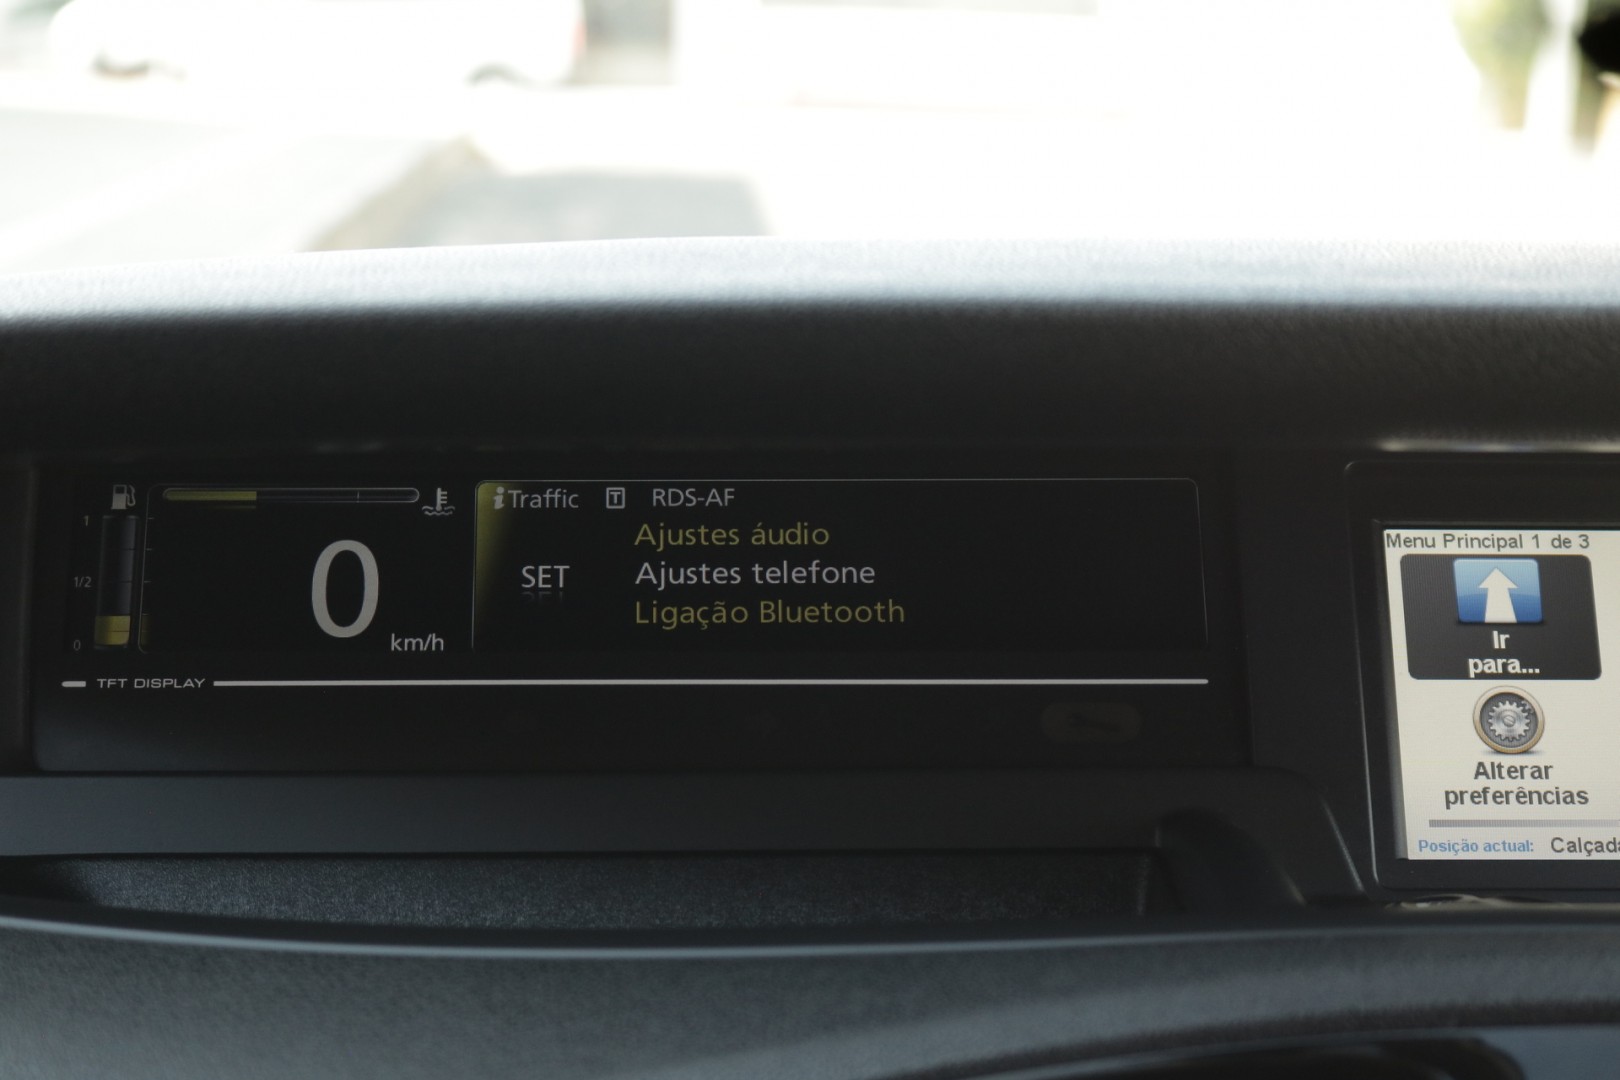 iTraffic T RDS-AF
Ajustes áudio
SET
Ajustes telefone
Ligação Bluetooth
1
1/2
0
0 km/h
TFT DISPLAY
Menu Principal 1 de 3
Ir
para...
Alterar
preferências
Posição actual: Calçad